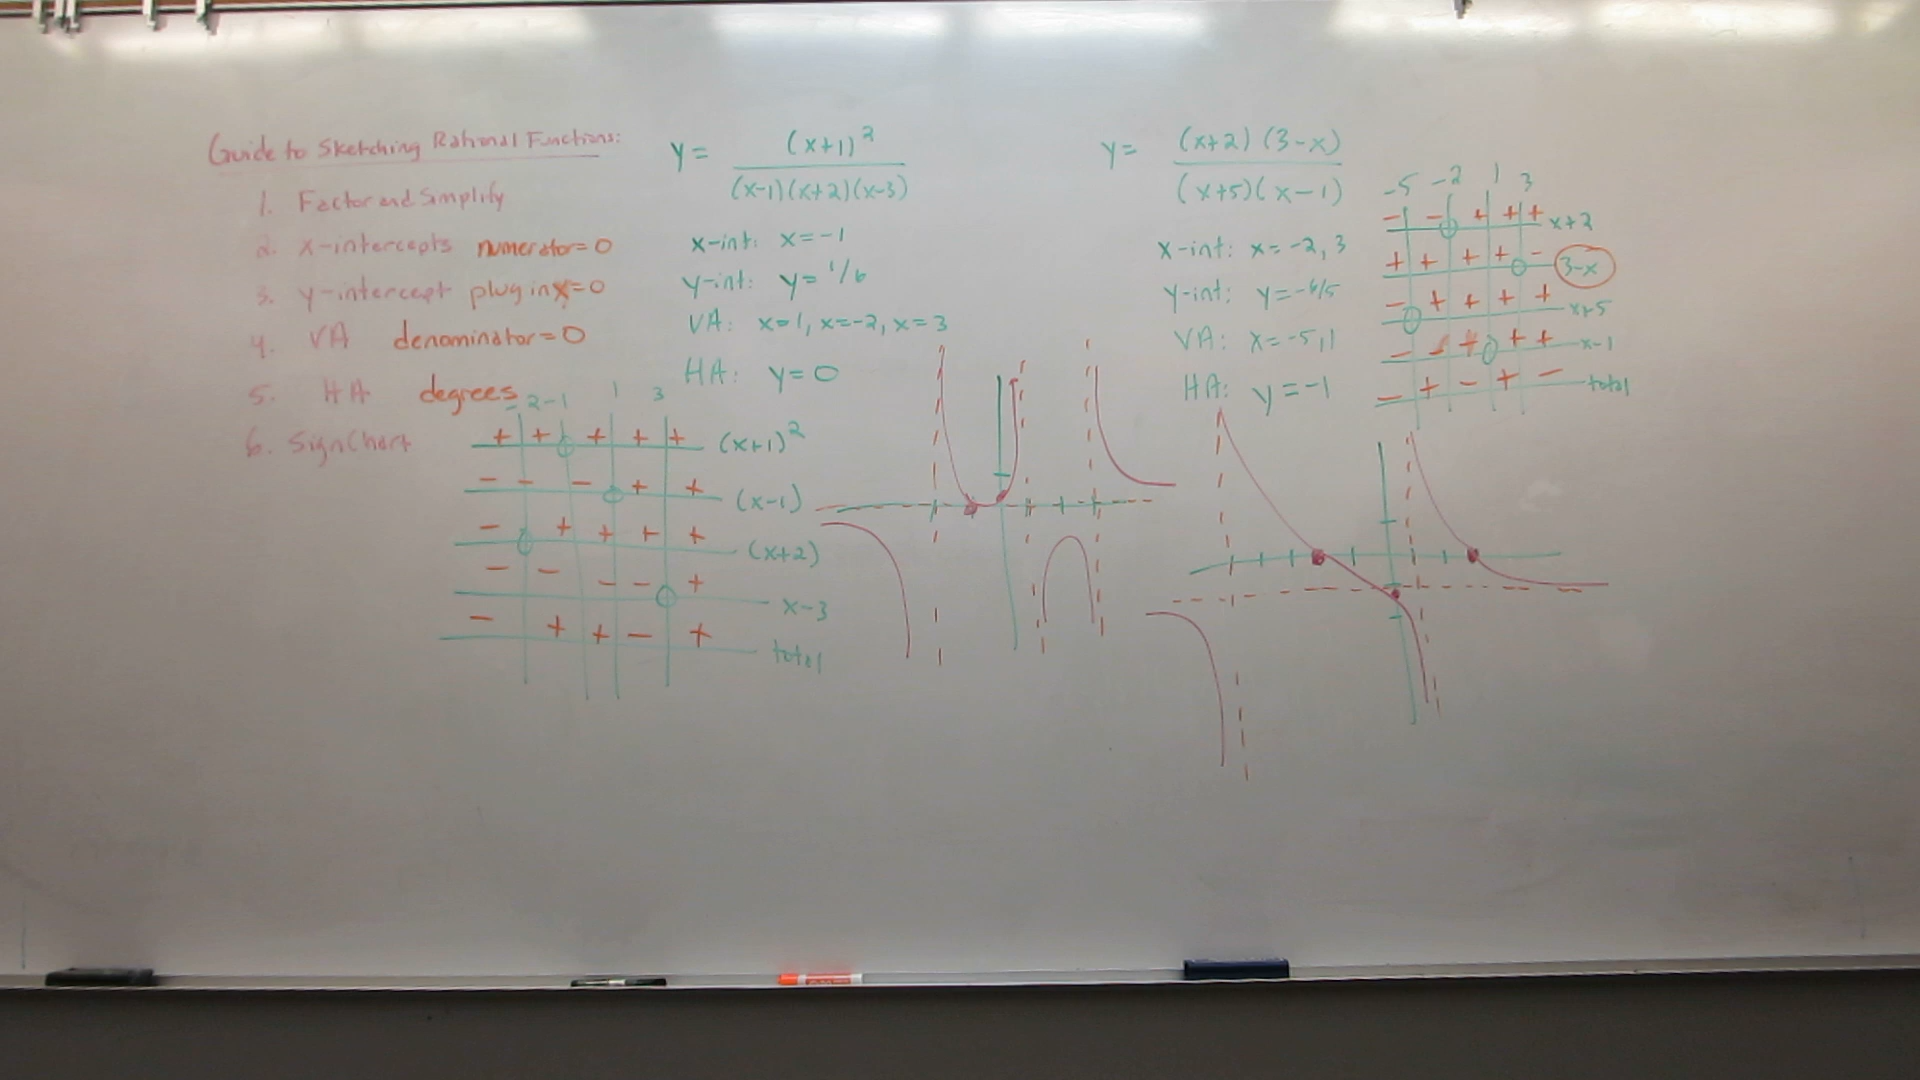 Guide to Sketching Rational Functions:
1. Factor and Simplify
2. x-intercepts numerator=0
3. y-intercept plug in x=0
4. VA denominator=0
5. HA degrees
6. Sign Chart
-2 -1 1 3
+ + + + + (x+1)²
- - - + + (x-1)
- + + + + (x+2)
- - - - + x-3
- + + - + total
y= (x+1)²
(x-1)(x+2)(x-3)
x-int: x=-1
y-int: y=1/6
VA: x=1, x=-2, x=3
HA: y=0
y= (x+2)(3-x)
(x+5)(x-1)
x-int: x=-2, 3
y-int: y=-6/5
VA: x=-5,1
HA: y=-1
-5 -2 1 3
- - + + + x+2
+ + + + - 3-x
- + + + + x+5
- - + + + x-1
- + - + - total